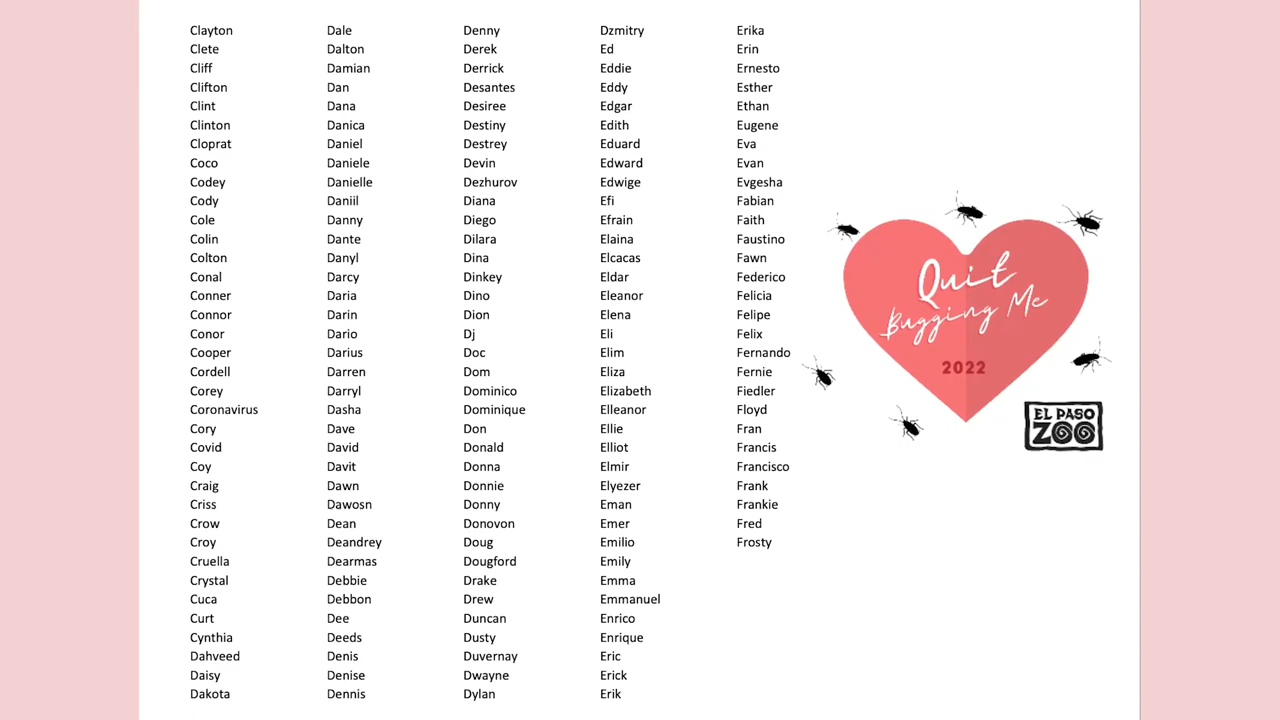 Clayton
Clete
Cliff
Clifton
Clint
Clinton
Cloprat
Coco
Codey
Cody
Cole
Colin
Colton
Conal
Conner
Connor
Conor
Cooper
Cordell
Corey
Coronavirus
Cory
Covid
Coy
Craig
Criss
Crow
Croy
Cruella
Crystal
Cuca
Curt
Cynthia
Dahveed
Daisy
Dakota
Dale
Dalton
Damian
Dan
Dana
Danica
Daniel
Daniele
Danielle
Daniil
Danny
Dante
Danyl
Darcy
Daria
Darin
Dario
Darius
Darren
Darryl
Dasha
Dave
David
Davit
Dawn
Dawosn
Dean
Deandrey
Dearmas
Debbie
Debbon
Dee
Deeds
Denis
Denise
Dennis
Denny
Derek
Derrick
Desantes
Desiree
Destiny
Destrey
Devin
Dezhurov
Diana
Diego
Dilara
Dina
Dinkey
Dino
Dion
Dj
Doc
Dom
Dominico
Dominique
Don
Donald
Donna
Donnie
Donny
Donovon
Doug
Dougford
Drake
Drew
Duncan
Dusty
Duvernay
Dwayne
Dylan
Dzmitry
Ed
Eddie
Eddy
Edgar
Edith
Eduard
Edward
Edwige
Efi
Efrain
Elaina
Elcacas
Eldar
Eleanor
Elena
Eli
Elim
Eliza
Elizabeth
Elleanor
Ellie
Elliot
Elmir
Elyezer
Eman
Emer
Emilio
Emily
Emma
Emmanuel
Enrico
Enrique
Eric
Erick
Erik
Erika
Erin
Ernesto
Esther
Ethan
Eugene
Eva
Evan
Evgesha
Fabian
Faith
Faustino
Fawn
Federico
Felicia
Felipe
Felix
Fernando
Fernie
Fiedler
Floyd
Fran
Francis
Francisco
Frank
Frankie
Fred
Frosty
Quit
Bugging Me
2022
EL PASO
ZOO